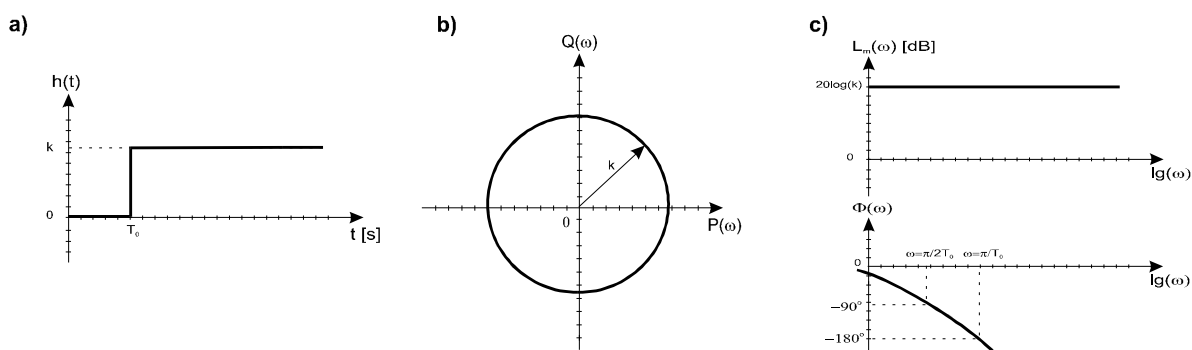 a)
h(t)
k
0
T₀
t [s]
b)
Q(ω)
k
0
P(ω)
c)
Lₘ(ω) [dB]
20log(k)
0
lg(ω)
Φ(ω)
0
ω=π/2T₀ ω=π/T₀
lg(ω)
−90°
−180°